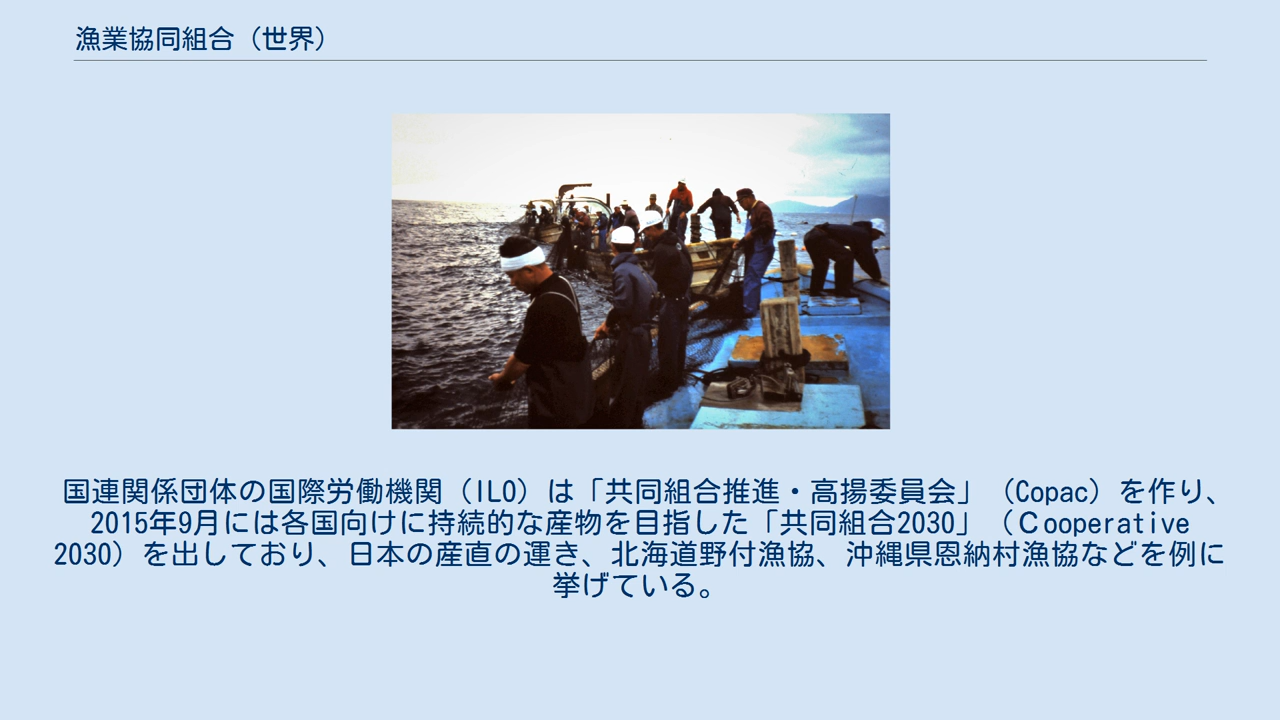 漁業協同組合（世界）
国連関係団体の国際労働機関（ILO）は「共同組合推進・高揚委員会」（Copac）を作り、
2015年9月には各国向けに持続的な産物を目指した「共同組合2030」（Ｃooperative
2030）を出しており、日本の産直の運き、北海道野付漁協、沖縄県恩納村漁協などを例に
挙げている。